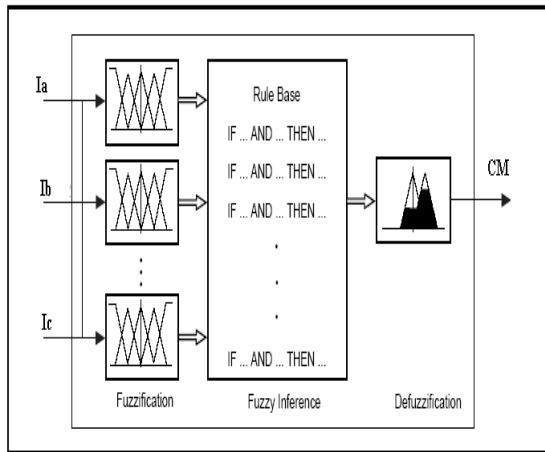 Ia
Ib
Ic
Rule Base
IF ... AND ... THEN ...
IF ... AND ... THEN ...
IF ... AND ... THEN ...
IF ... AND ... THEN ...
CM
Fuzzification
Fuzzy Inference
Defuzzification